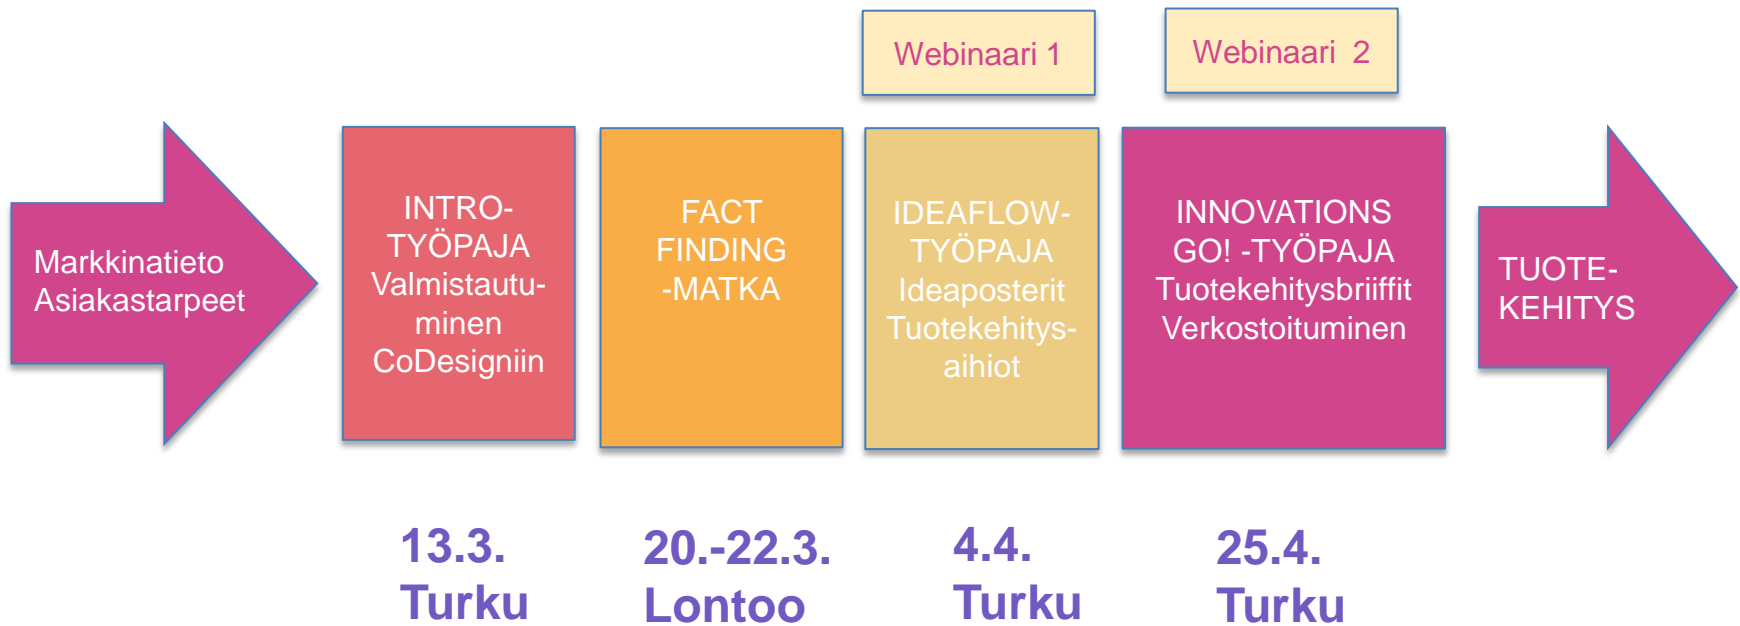 Webinaari 1
Webinaari 2
Markkinatieto
Asiakastarpeet
INTRO-
TYÖPAJA
Valmistautu-
minen
CoDesigniin
FACT
FINDING
-MATKA
IDEAFLOW-
TYÖPAJA
Ideaposterit
Tuotekehitys-
aihiot
INNOVATIONS
GO! -TYÖPAJA
Tuotekehitysbriiffit
Verkostoituminen
TUOTE-
KEHITYS
13.3.
Turku
20.-22.3.
Lontoo
4.4.
Turku
25.4.
Turku